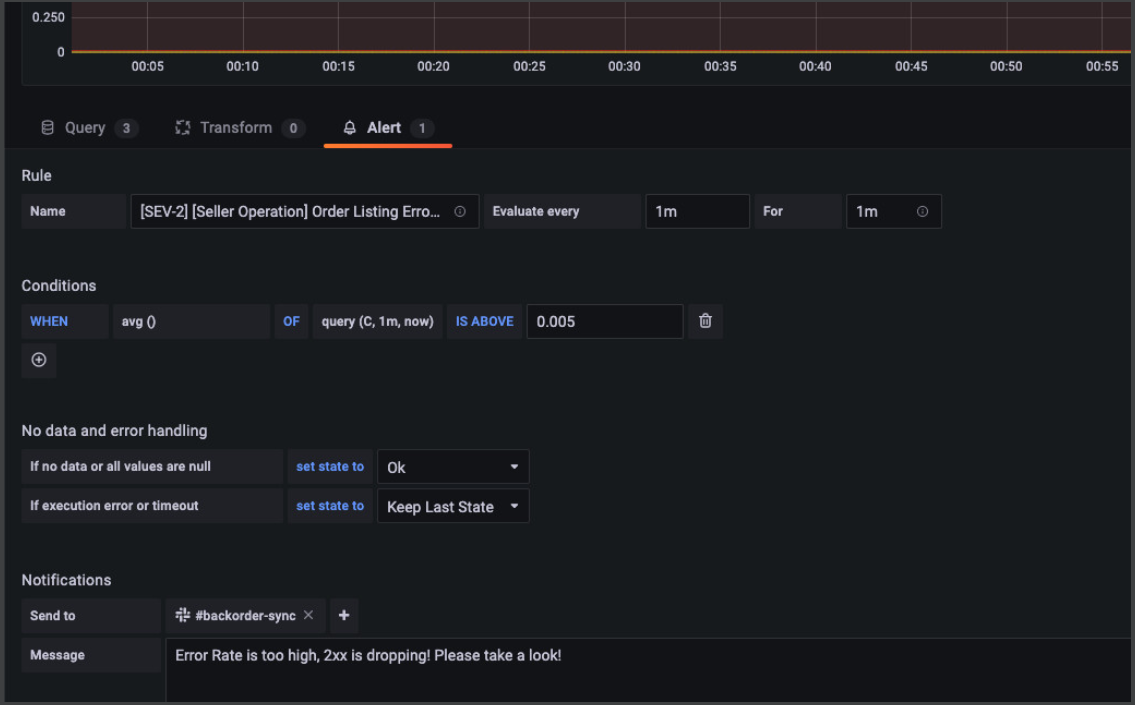 0.250
0
00:05 00:10 00:15 00:20 00:25 00:30 00:35 00:40 00:45 00:50 00:55
Query 3 Transform 0 Alert 1
Rule
Name [SEV-2] [Seller Operation] Order Listing Erro... Evaluate every 1m For 1m
Conditions
WHEN avg () OF query (C, 1m, now) IS ABOVE 0.005
No data and error handling
If no data or all values are null set state to Ok
If execution error or timeout set state to Keep Last State
Notifications
Send to #backorder-sync
Message Error Rate is too high, 2xx is dropping! Please take a look!